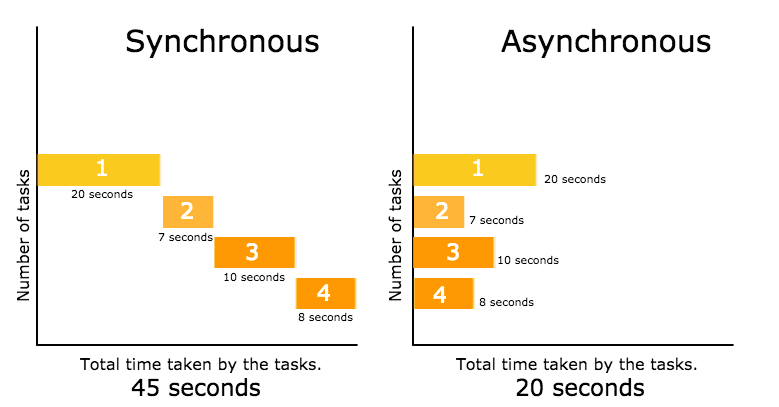 Synchronous
Number of tasks
1
20 seconds
2
7 seconds
3
10 seconds
4
8 seconds
Total time taken by the tasks.
45 seconds
Asynchronous
Number of tasks
1
20 seconds
2
7 seconds
3
10 seconds
4
8 seconds
Total time taken by the tasks.
20 seconds